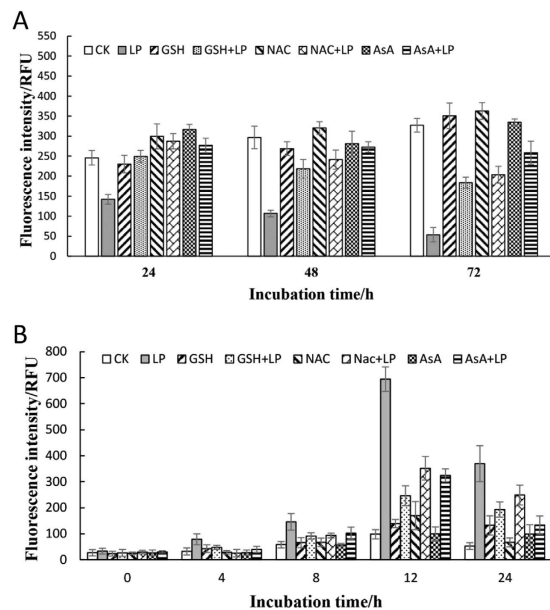 A
Fluorescence intensity/RFU
550
500
450
400
350
300
250
200
150
100
50
0
CK LP GSH GSH+LP NAC NAC+LP AsA AsA+LP
24 48 72
Incubation time/h
B
Fluorescence intensity/RFU
800
700
600
500
400
300
200
100
0
CK LP GSH GSH+LP NAC Nac+LP AsA AsA+LP
0 4 8 12 24
Incubation time/h